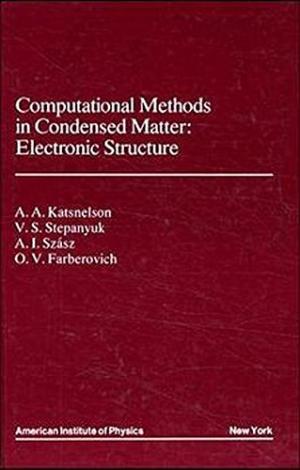 Computational Methods
in Condensed Matter:
Electronic Structure
A. A. Katsnelson
V. S. Stepanyuk
A. I. Szász
O. V. Farberovich
American Institute of Physics New York